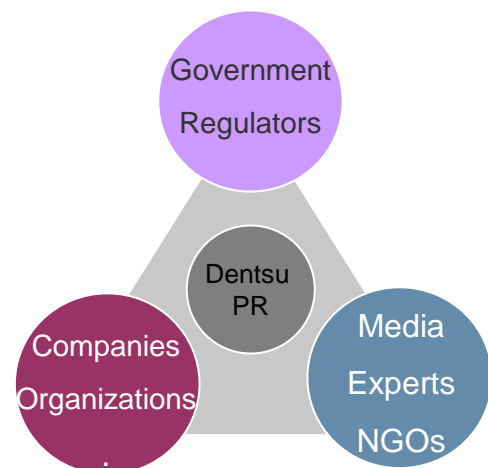 Government
Regulators
Dentsu
PR
Companies
Organizations
Media
Experts
NGOs